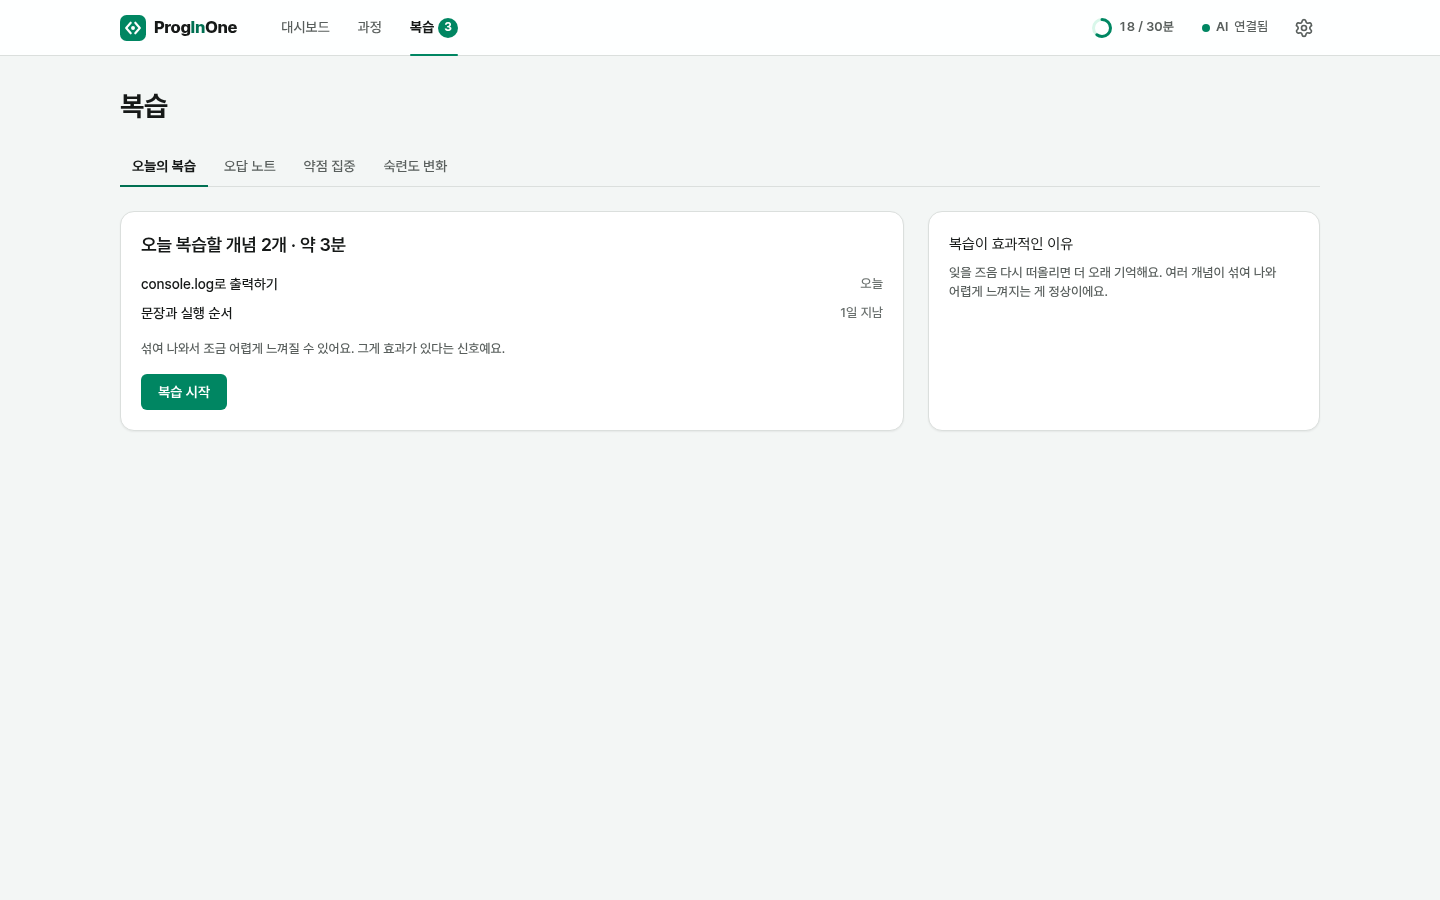 ProgInOne
대시보드
과정
복습 3
18 / 30분
AI 연결됨
복습
오늘의 복습
오답 노트
약점 집중
숙련도 변화
오늘 복습할 개념 2개 · 약 3분
console.log로 출력하기
오늘
문장과 실행 순서
1일 지남
섞여 나와서 조금 어렵게 느껴질 수 있어요. 그게 효과가 있다는 신호예요.
복습 시작
복습이 효과적인 이유
잊을 즈음 다시 떠올리면 더 오래 기억해요. 여러 개념이 섞여 나와
어렵게 느껴지는 게 정상이에요.